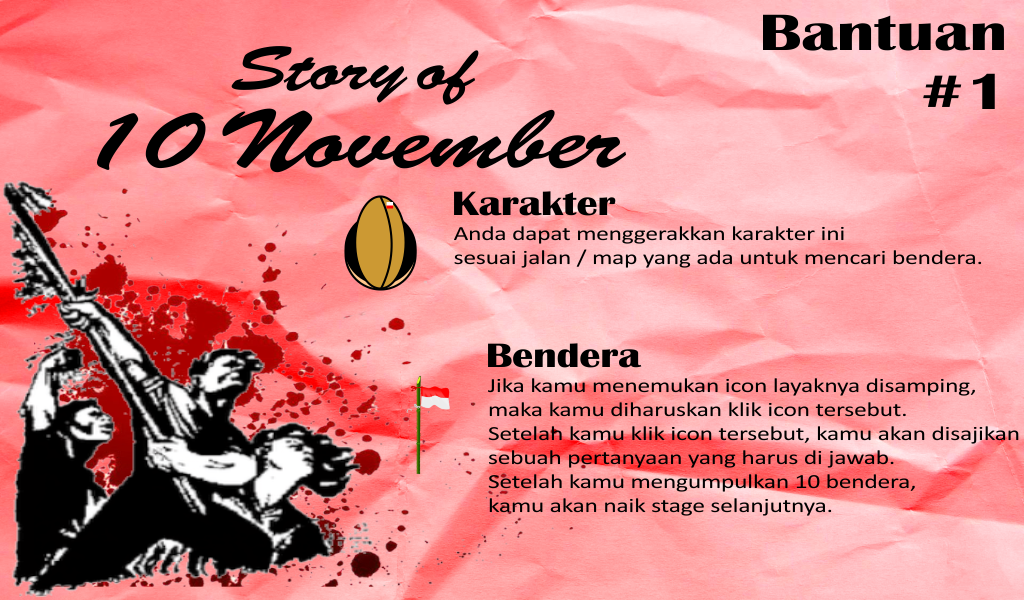 Bantuan
#1
Story of
10 November
Karakter
Anda dapat menggerakkan karakter ini
sesuai jalan / map yang ada untuk mencari bendera.
Bendera
Jika kamu menemukan icon layaknya disamping,
maka kamu diharuskan klik icon tersebut.
Setelah kamu klik icon tersebut, kamu akan disajikan
sebuah pertanyaan yang harus di jawab.
Setelah kamu mengumpulkan 10 bendera,
kamu akan naik stage selanjutnya.